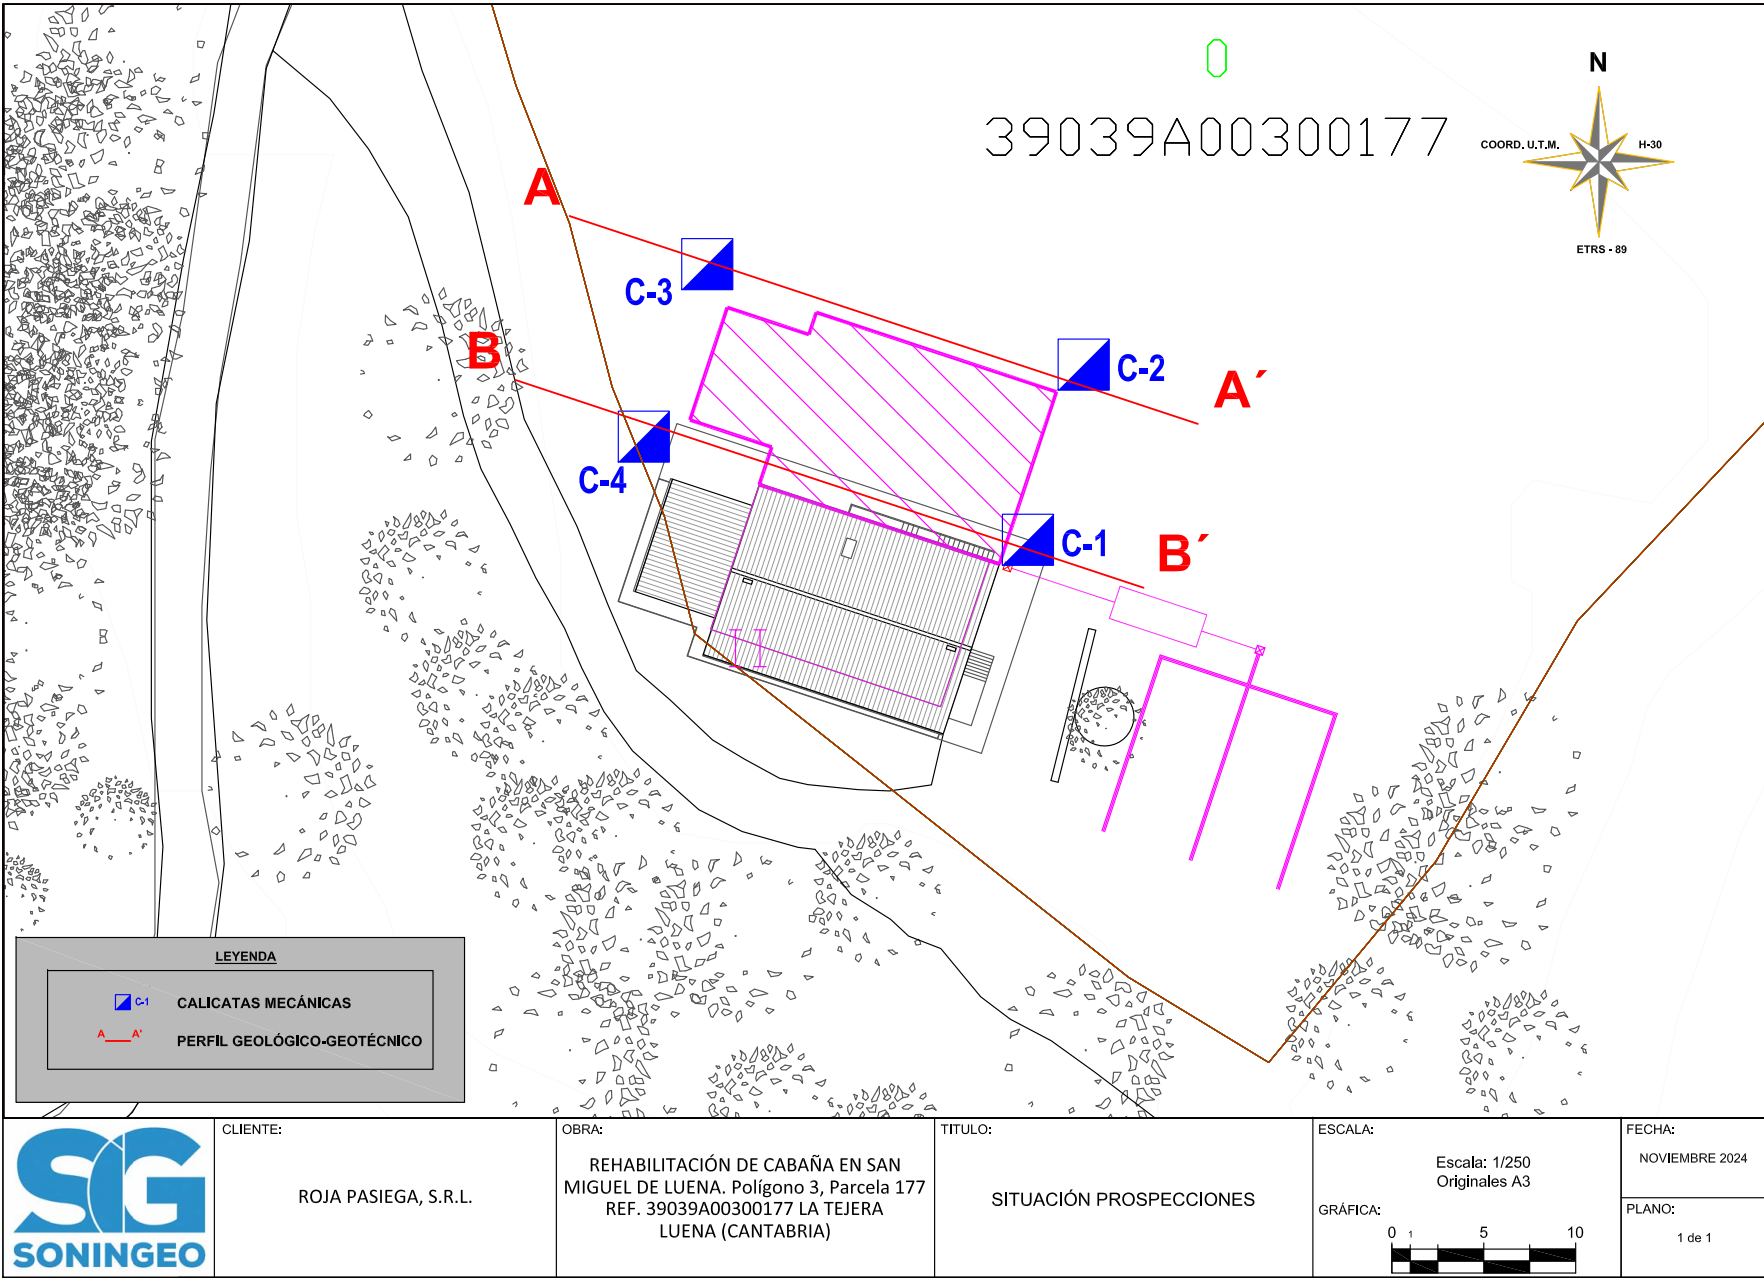 39039A00300177
N
COORD. U.T.M.
H-30
ETRS - 89
A
C-3
B
C-2
A´
C-4
C-1
B´
II
LEYENDA
C-1 CALICATAS MECÁNICAS
A A' PERFIL GEOLÓGICO-GEOTÉCNICO
SG
SONINGEO
CLIENTE:
ROJA PASIEGA, S.R.L.
OBRA:
REHABILITACIÓN DE CABAÑA EN SAN
MIGUEL DE LUENA. Polígono 3, Parcela 177
REF. 39039A00300177 LA TEJERA
LUENA (CANTABRIA)
TITULO:
SITUACIÓN PROSPECCIONES
ESCALA:
Escala: 1/250
Originales A3
GRÁFICA:
0 1 5 10
FECHA:
NOVIEMBRE 2024
PLANO:
1 de 1